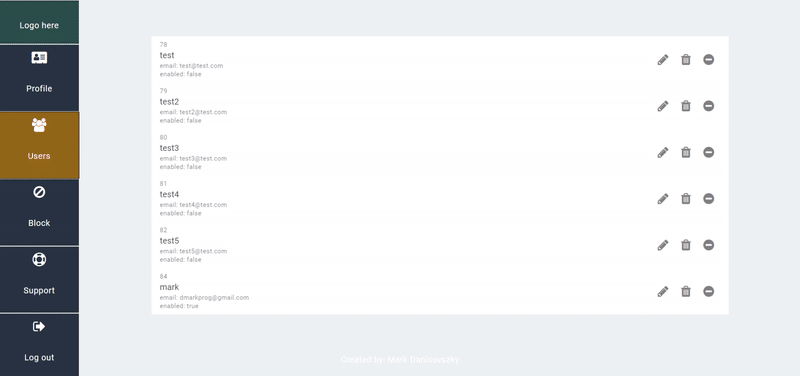 Logo here
Profile
Users
Block
Support
Log out
78
test
email: test@test.com
enabled: false
79
test2
email: test2@test.com
enabled: false
80
test3
email: test3@test.com
enabled: false
81
test4
email: test4@test.com
enabled: false
82
test5
email: test5@test.com
enabled: false
84
mark
email: dmarkprog@gmail.com
enabled: true
Created by: Mark